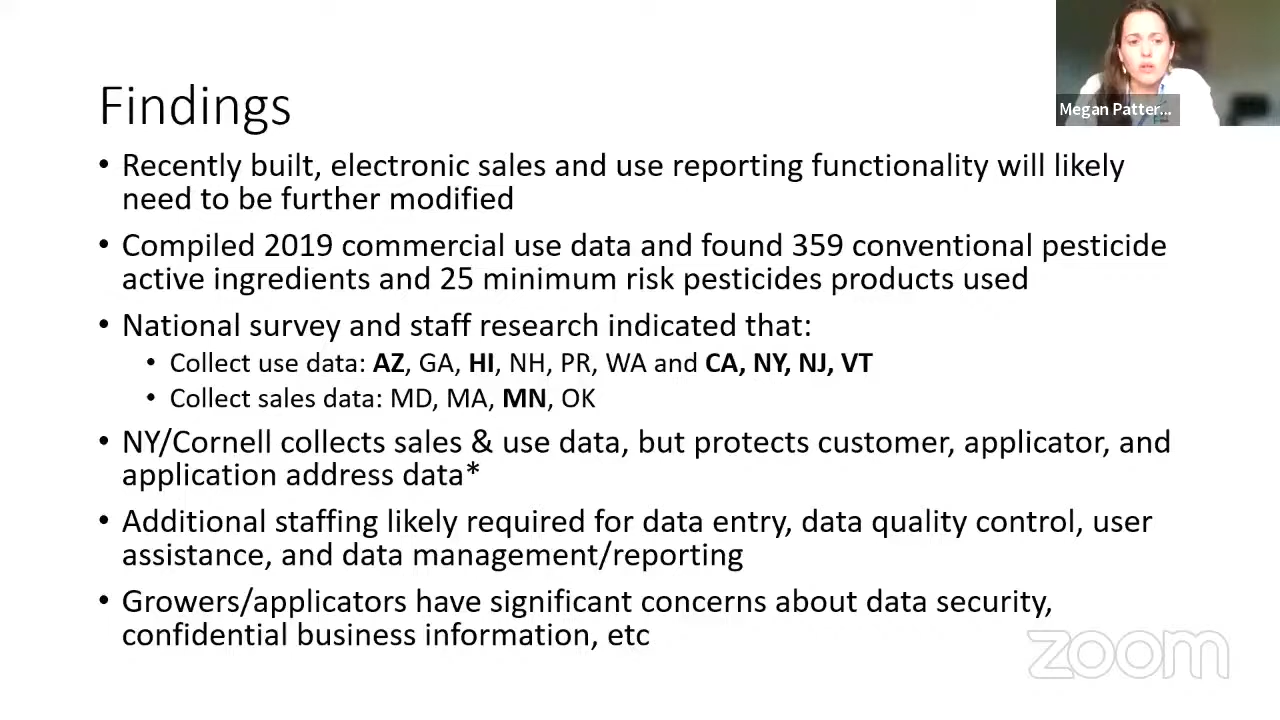 Megan Patter...
Findings
• Recently built, electronic sales and use reporting functionality will likely
need to be further modified
• Compiled 2019 commercial use data and found 359 conventional pesticide
active ingredients and 25 minimum risk pesticides products used
• National survey and staff research indicated that:
• Collect use data: AZ, GA, HI, NH, PR, WA and CA, NY, NJ, VT
• Collect sales data: MD, MA, MN, OK
• NY/Cornell collects sales & use data, but protects customer, applicator, and
application address data*
• Additional staffing likely required for data entry, data quality control, user
assistance, and data management/reporting
• Growers/applicators have significant concerns about data security,
confidential business information, etc
zoom